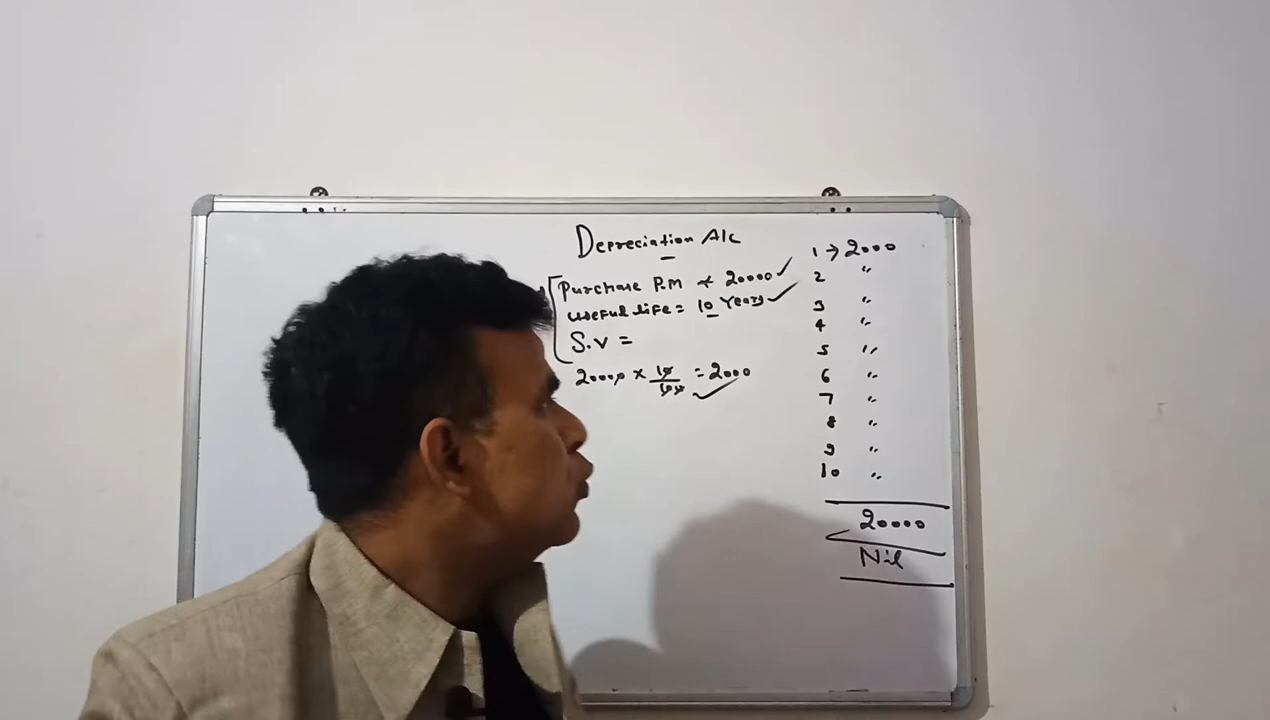 Depreciation A/c
Purchase P.M ₹ 20000 ✓
Useful Life = 10 Years ✓
S.V =
20000 × 10/100 = 2000 ✓
1 → 2000
2 "
3 "
4 "
5 "
6 "
7 "
8 "
9 "
10 "
20000
Nil